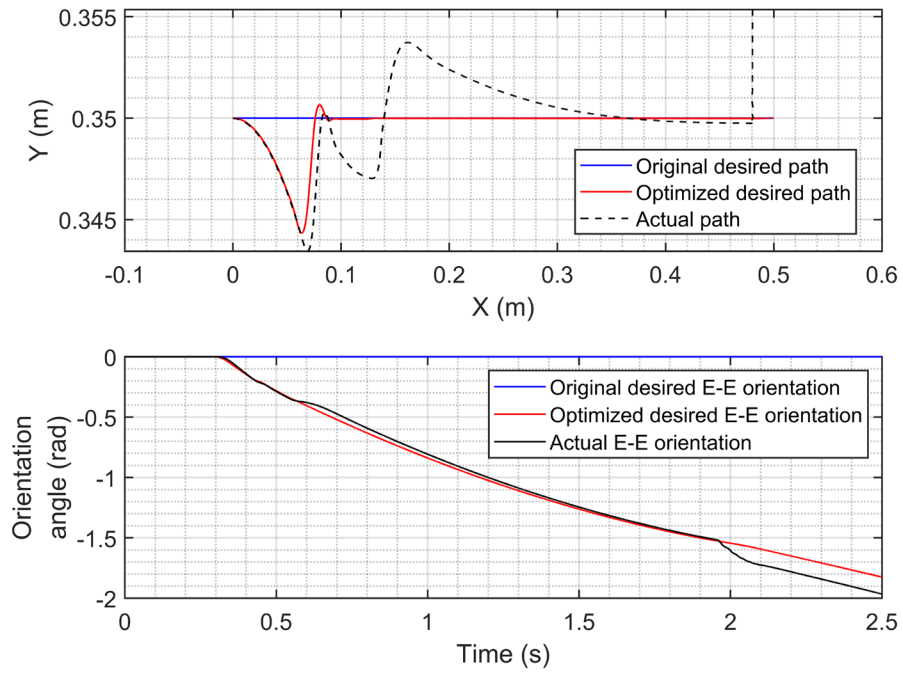 0.355
0.35
0.345
Y (m)
Original desired path
Optimized desired path
Actual path
-0.1 0 0.1 0.2 0.3 0.4 0.5 0.6
X (m)
0
-0.5
-1
-1.5
-2
Orientation
angle (rad)
Original desired E-E orientation
Optimized desired E-E orientation
Actual E-E orientation
0 0.5 1 1.5 2 2.5
Time (s)